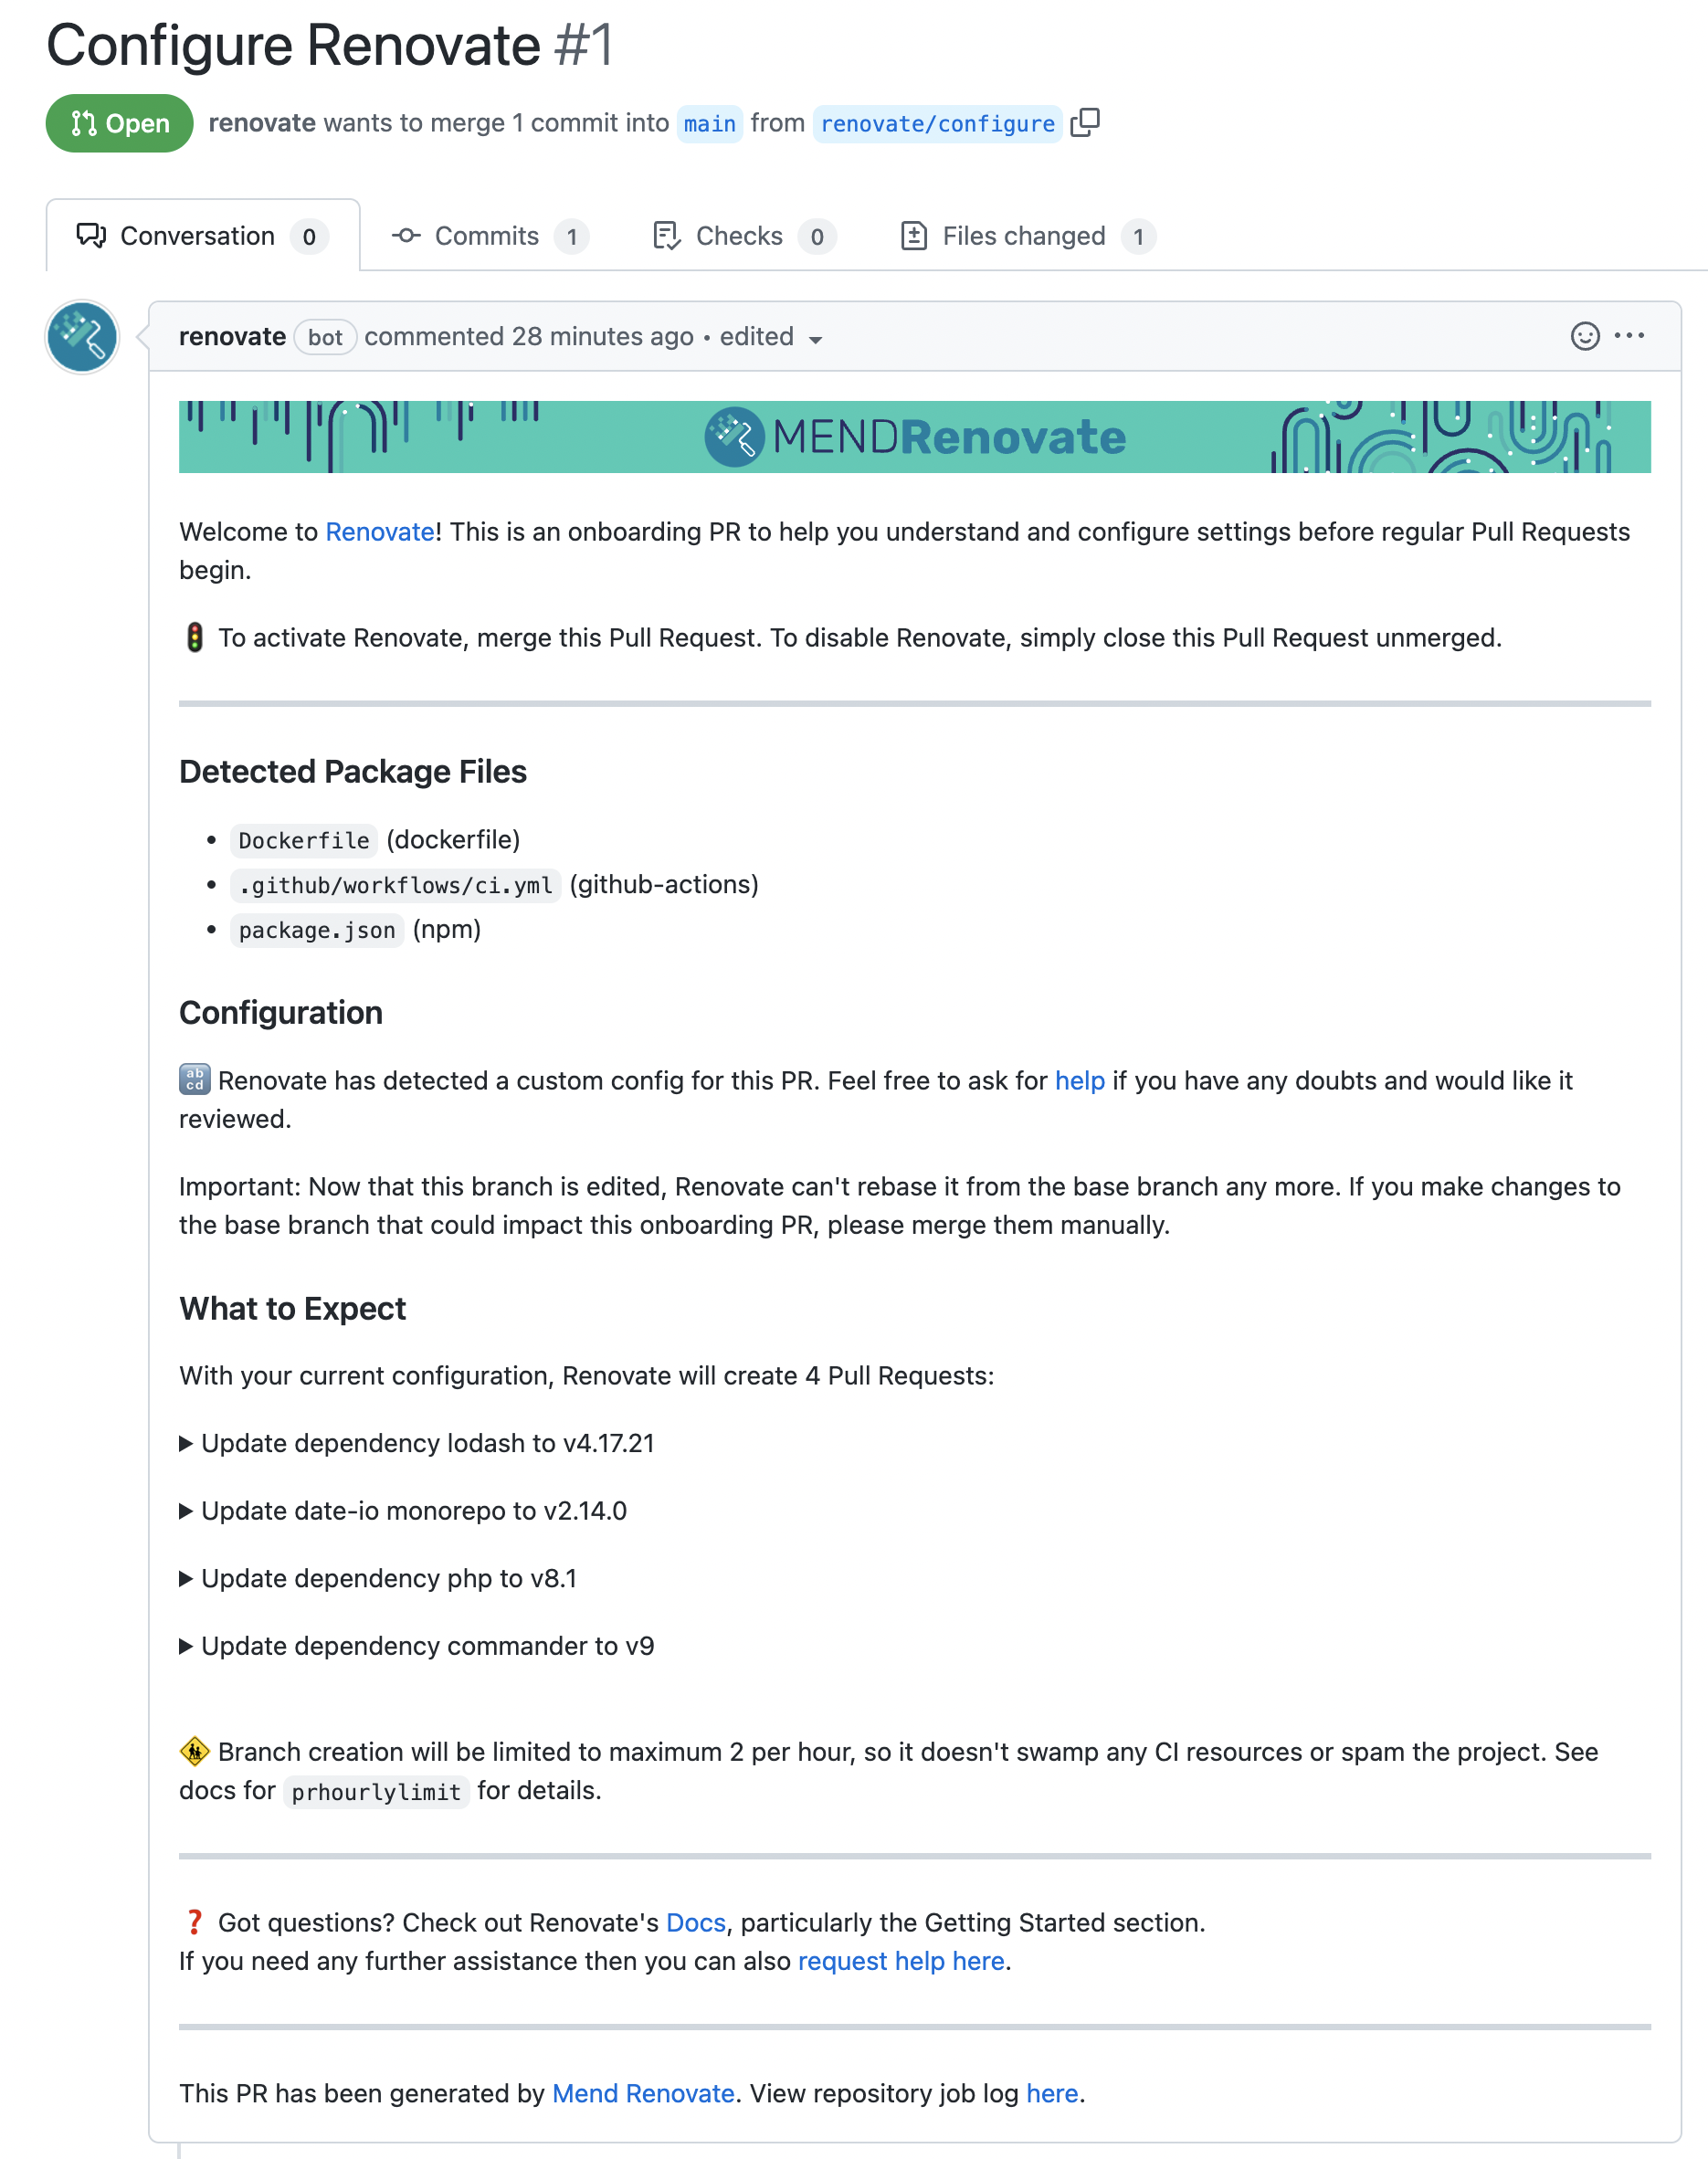 Configure Renovate #1
Open renovate wants to merge 1 commit into main from renovate/configure
Conversation 0 Commits 1 Checks 0 Files changed 1
renovate bot commented 28 minutes ago • edited
MEND Renovate
Welcome to Renovate! This is an onboarding PR to help you understand and configure settings before regular Pull Requests
begin.
🚦 To activate Renovate, merge this Pull Request. To disable Renovate, simply close this Pull Request unmerged.
Detected Package Files
• Dockerfile (dockerfile)
• .github/workflows/ci.yml (github-actions)
• package.json (npm)
Configuration
🔡 Renovate has detected a custom config for this PR. Feel free to ask for help if you have any doubts and would like it
reviewed.
Important: Now that this branch is edited, Renovate can't rebase it from the base branch any more. If you make changes to
the base branch that could impact this onboarding PR, please merge them manually.
What to Expect
With your current configuration, Renovate will create 4 Pull Requests:
▶ Update dependency lodash to v4.17.21
▶ Update date-io monorepo to v2.14.0
▶ Update dependency php to v8.1
▶ Update dependency commander to v9
🚸 Branch creation will be limited to maximum 2 per hour, so it doesn't swamp any CI resources or spam the project. See
docs for prhourlylimit for details.
❓ Got questions? Check out Renovate's Docs, particularly the Getting Started section.
If you need any further assistance then you can also request help here.
This PR has been generated by Mend Renovate. View repository job log here.